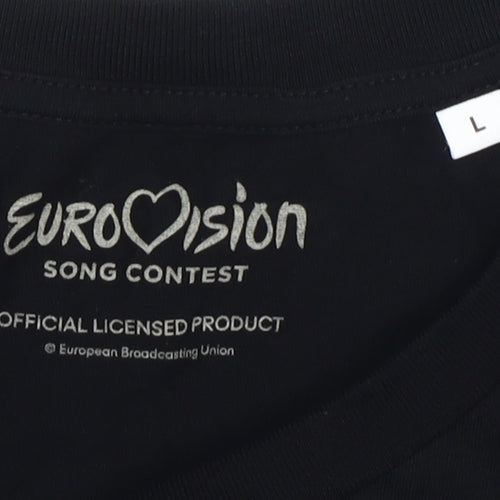 L
EUROVISION
SONG CONTEST
OFFICIAL LICENSED PRODUCT
© European Broadcasting Union